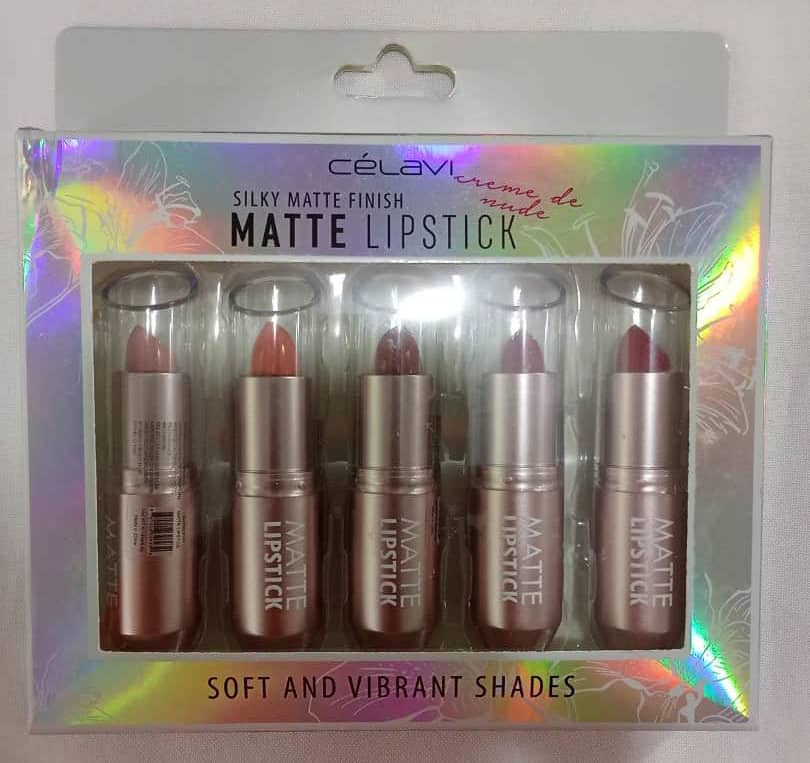 CÉLAVI
creme de
nude
SILKY MATTE FINISH
MATTE LIPSTICK
MATTE
MATTE
LIPSTICK
MATTE
LIPSTICK
MATTE
LIPSTICK
MATTE
LIPSTICK
SOFT AND VIBRANT SHADES